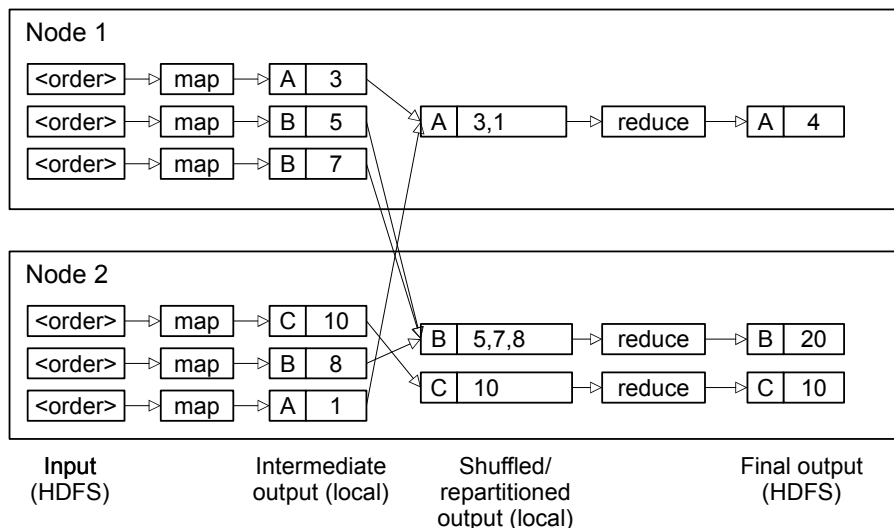 Node 1
<order> map A 3
<order> map B 5
<order> map B 7
A 3,1 reduce A 4
Node 2
<order> map C 10
<order> map B 8
<order> map A 1
B 5,7,8 reduce B 20
C 10 reduce C 10
Input
(HDFS)
Intermediate
output (local)
Shuffled/
repartitioned
output (local)
Final output
(HDFS)